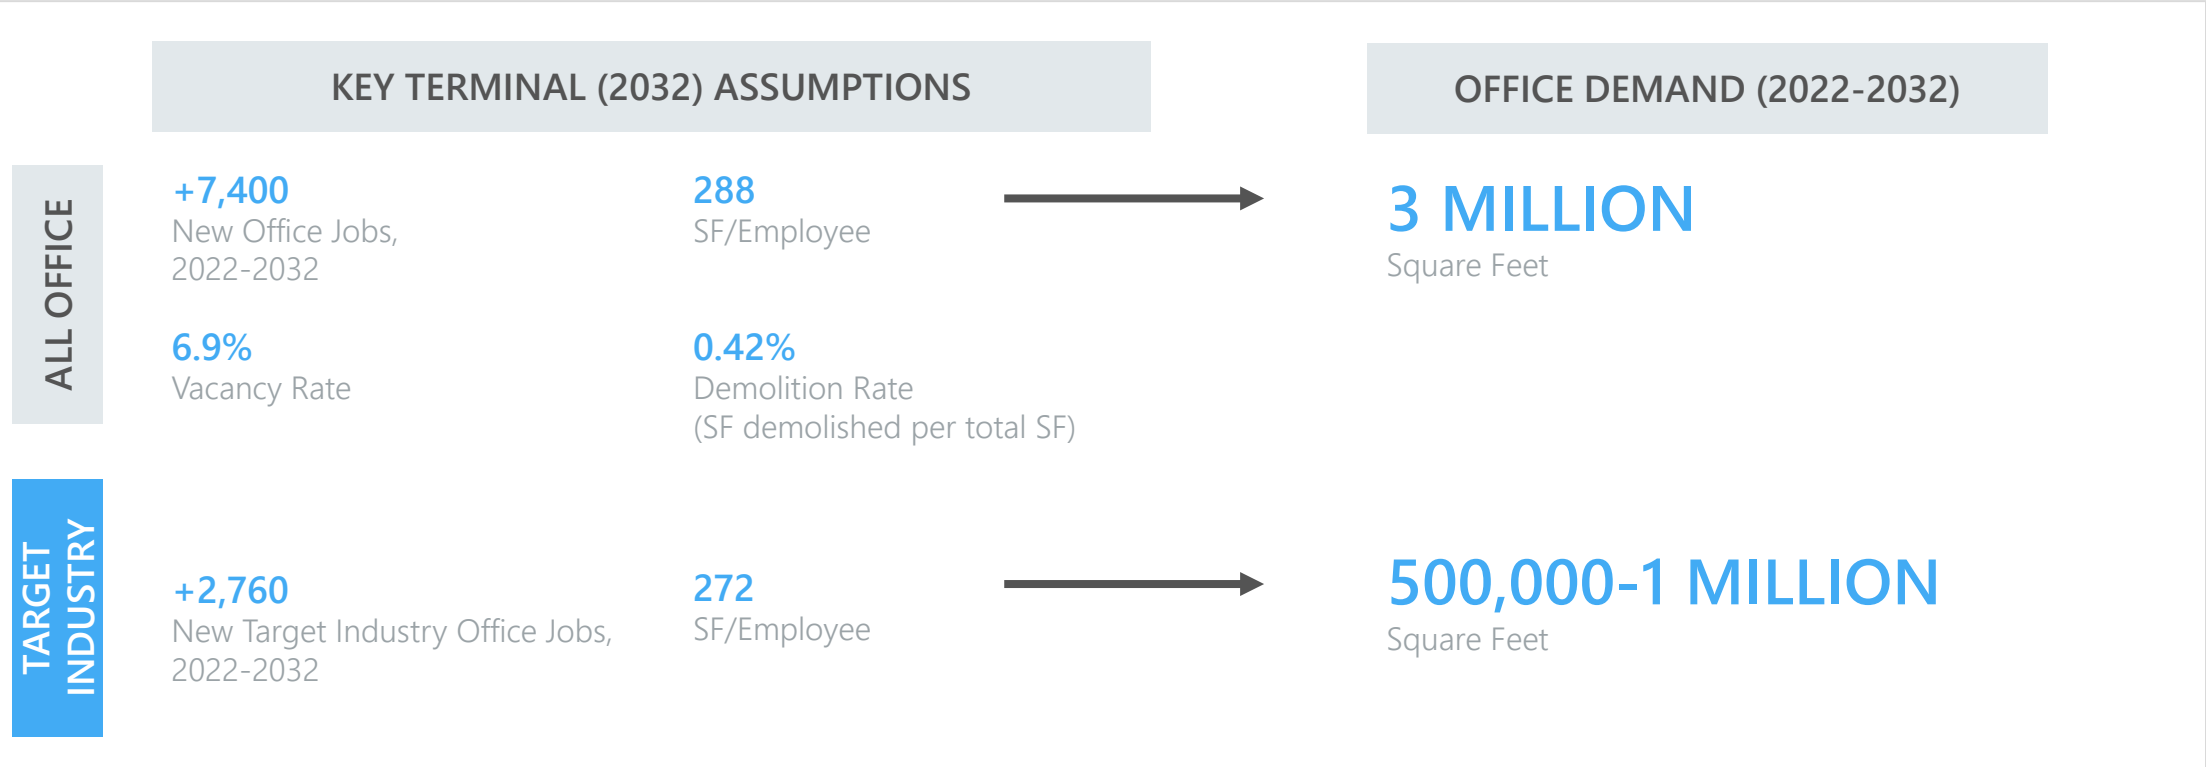 KEY TERMINAL (2032) ASSUMPTIONS
OFFICE DEMAND (2022-2032)
ALL OFFICE
+7,400
New Office Jobs,
2022-2032
288
SF/Employee
3 MILLION
Square Feet
6.9%
Vacancy Rate
0.42%
Demolition Rate
(SF demolished per total SF)
TARGET
INDUSTRY
+2,760
New Target Industry Office Jobs,
2022-2032
272
SF/Employee
500,000-1 MILLION
Square Feet